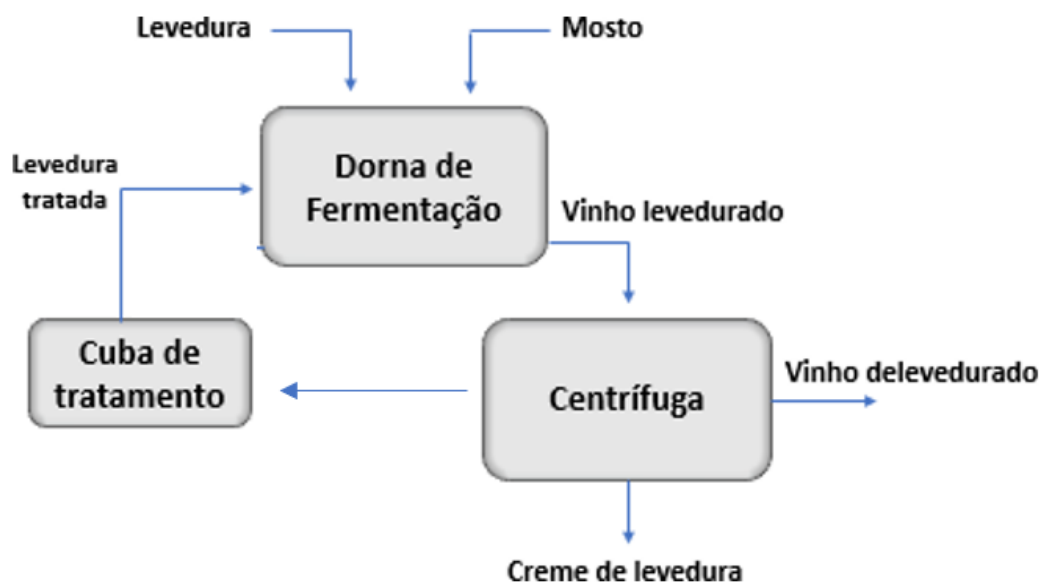 Levedura
Mosto
Levedura
tratada
Dorna de
Fermentação
Vinho levedurado
Cuba de
tratamento
Centrífuga
Vinho delevedurado
Creme de levedura